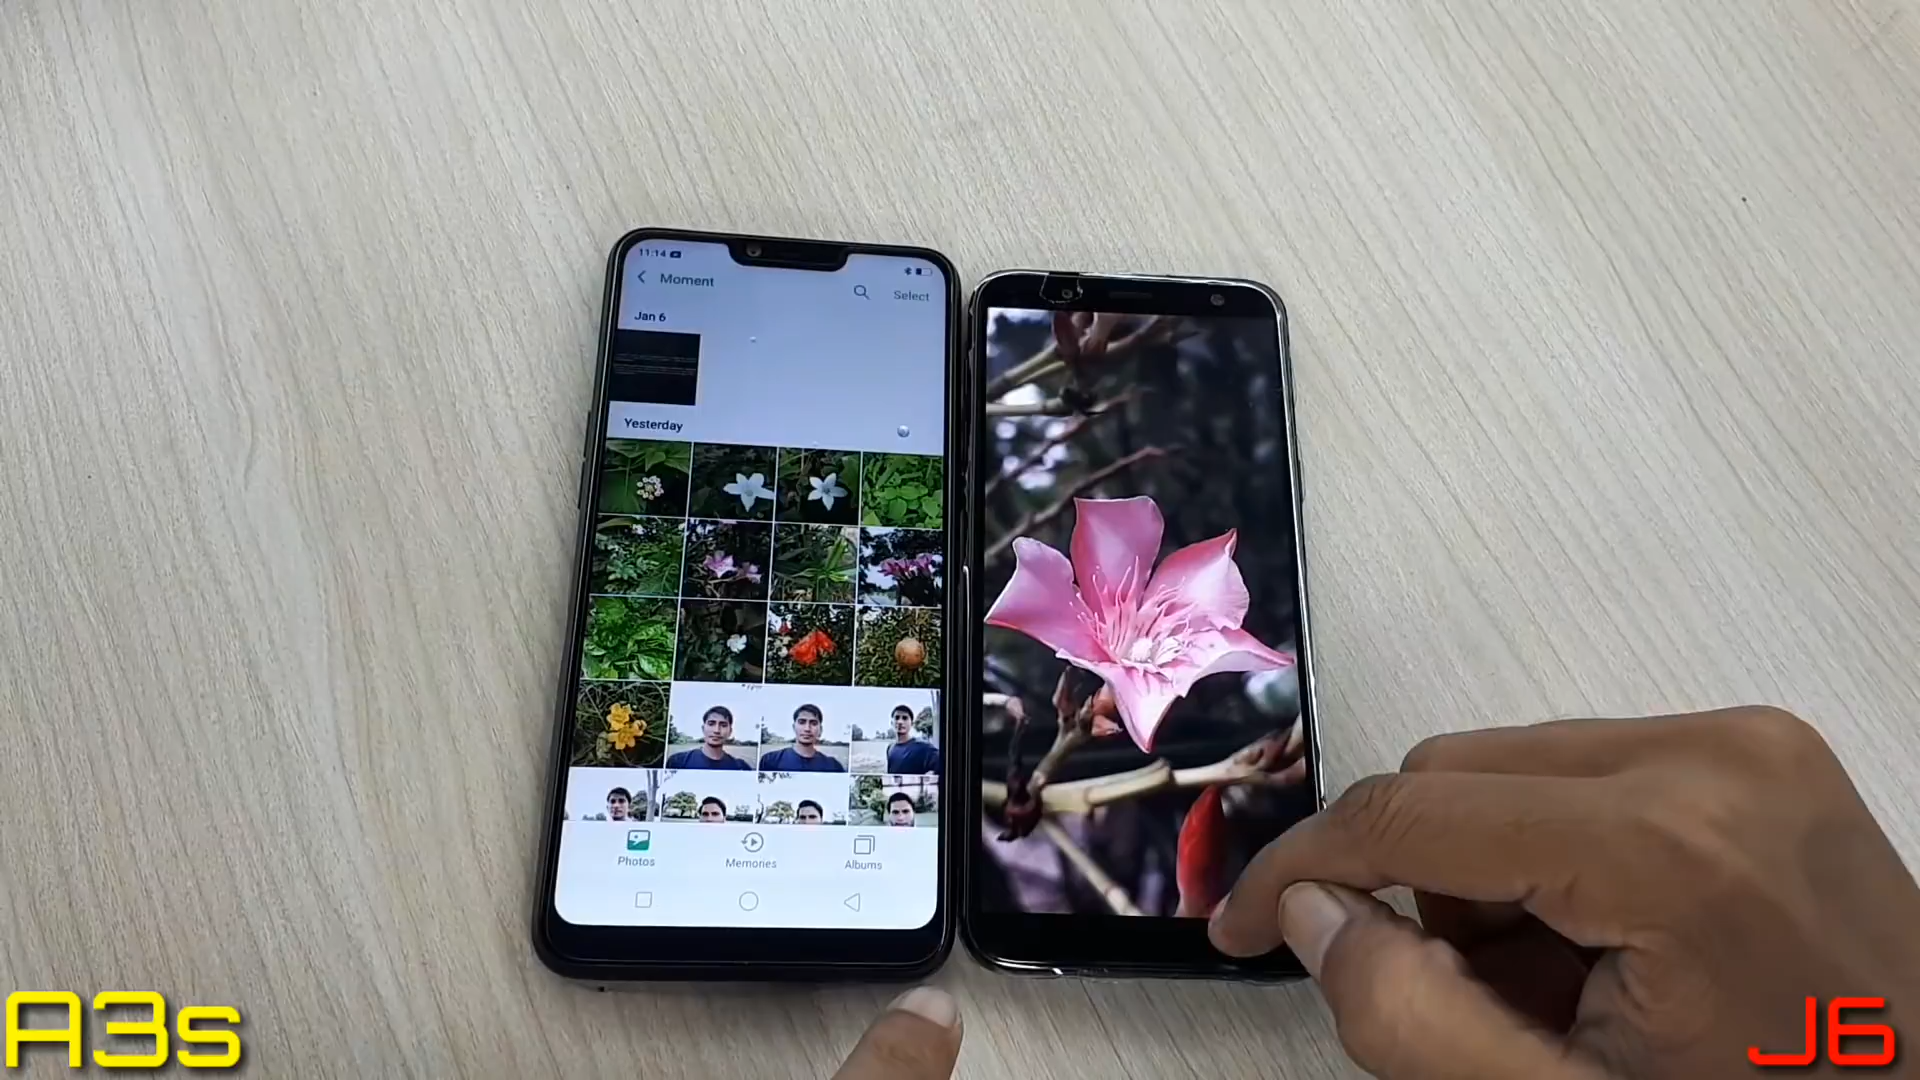 11:14
Moment
Select
Jan 6
Yesterday
Photos
Memories
Albums
A3s
J6